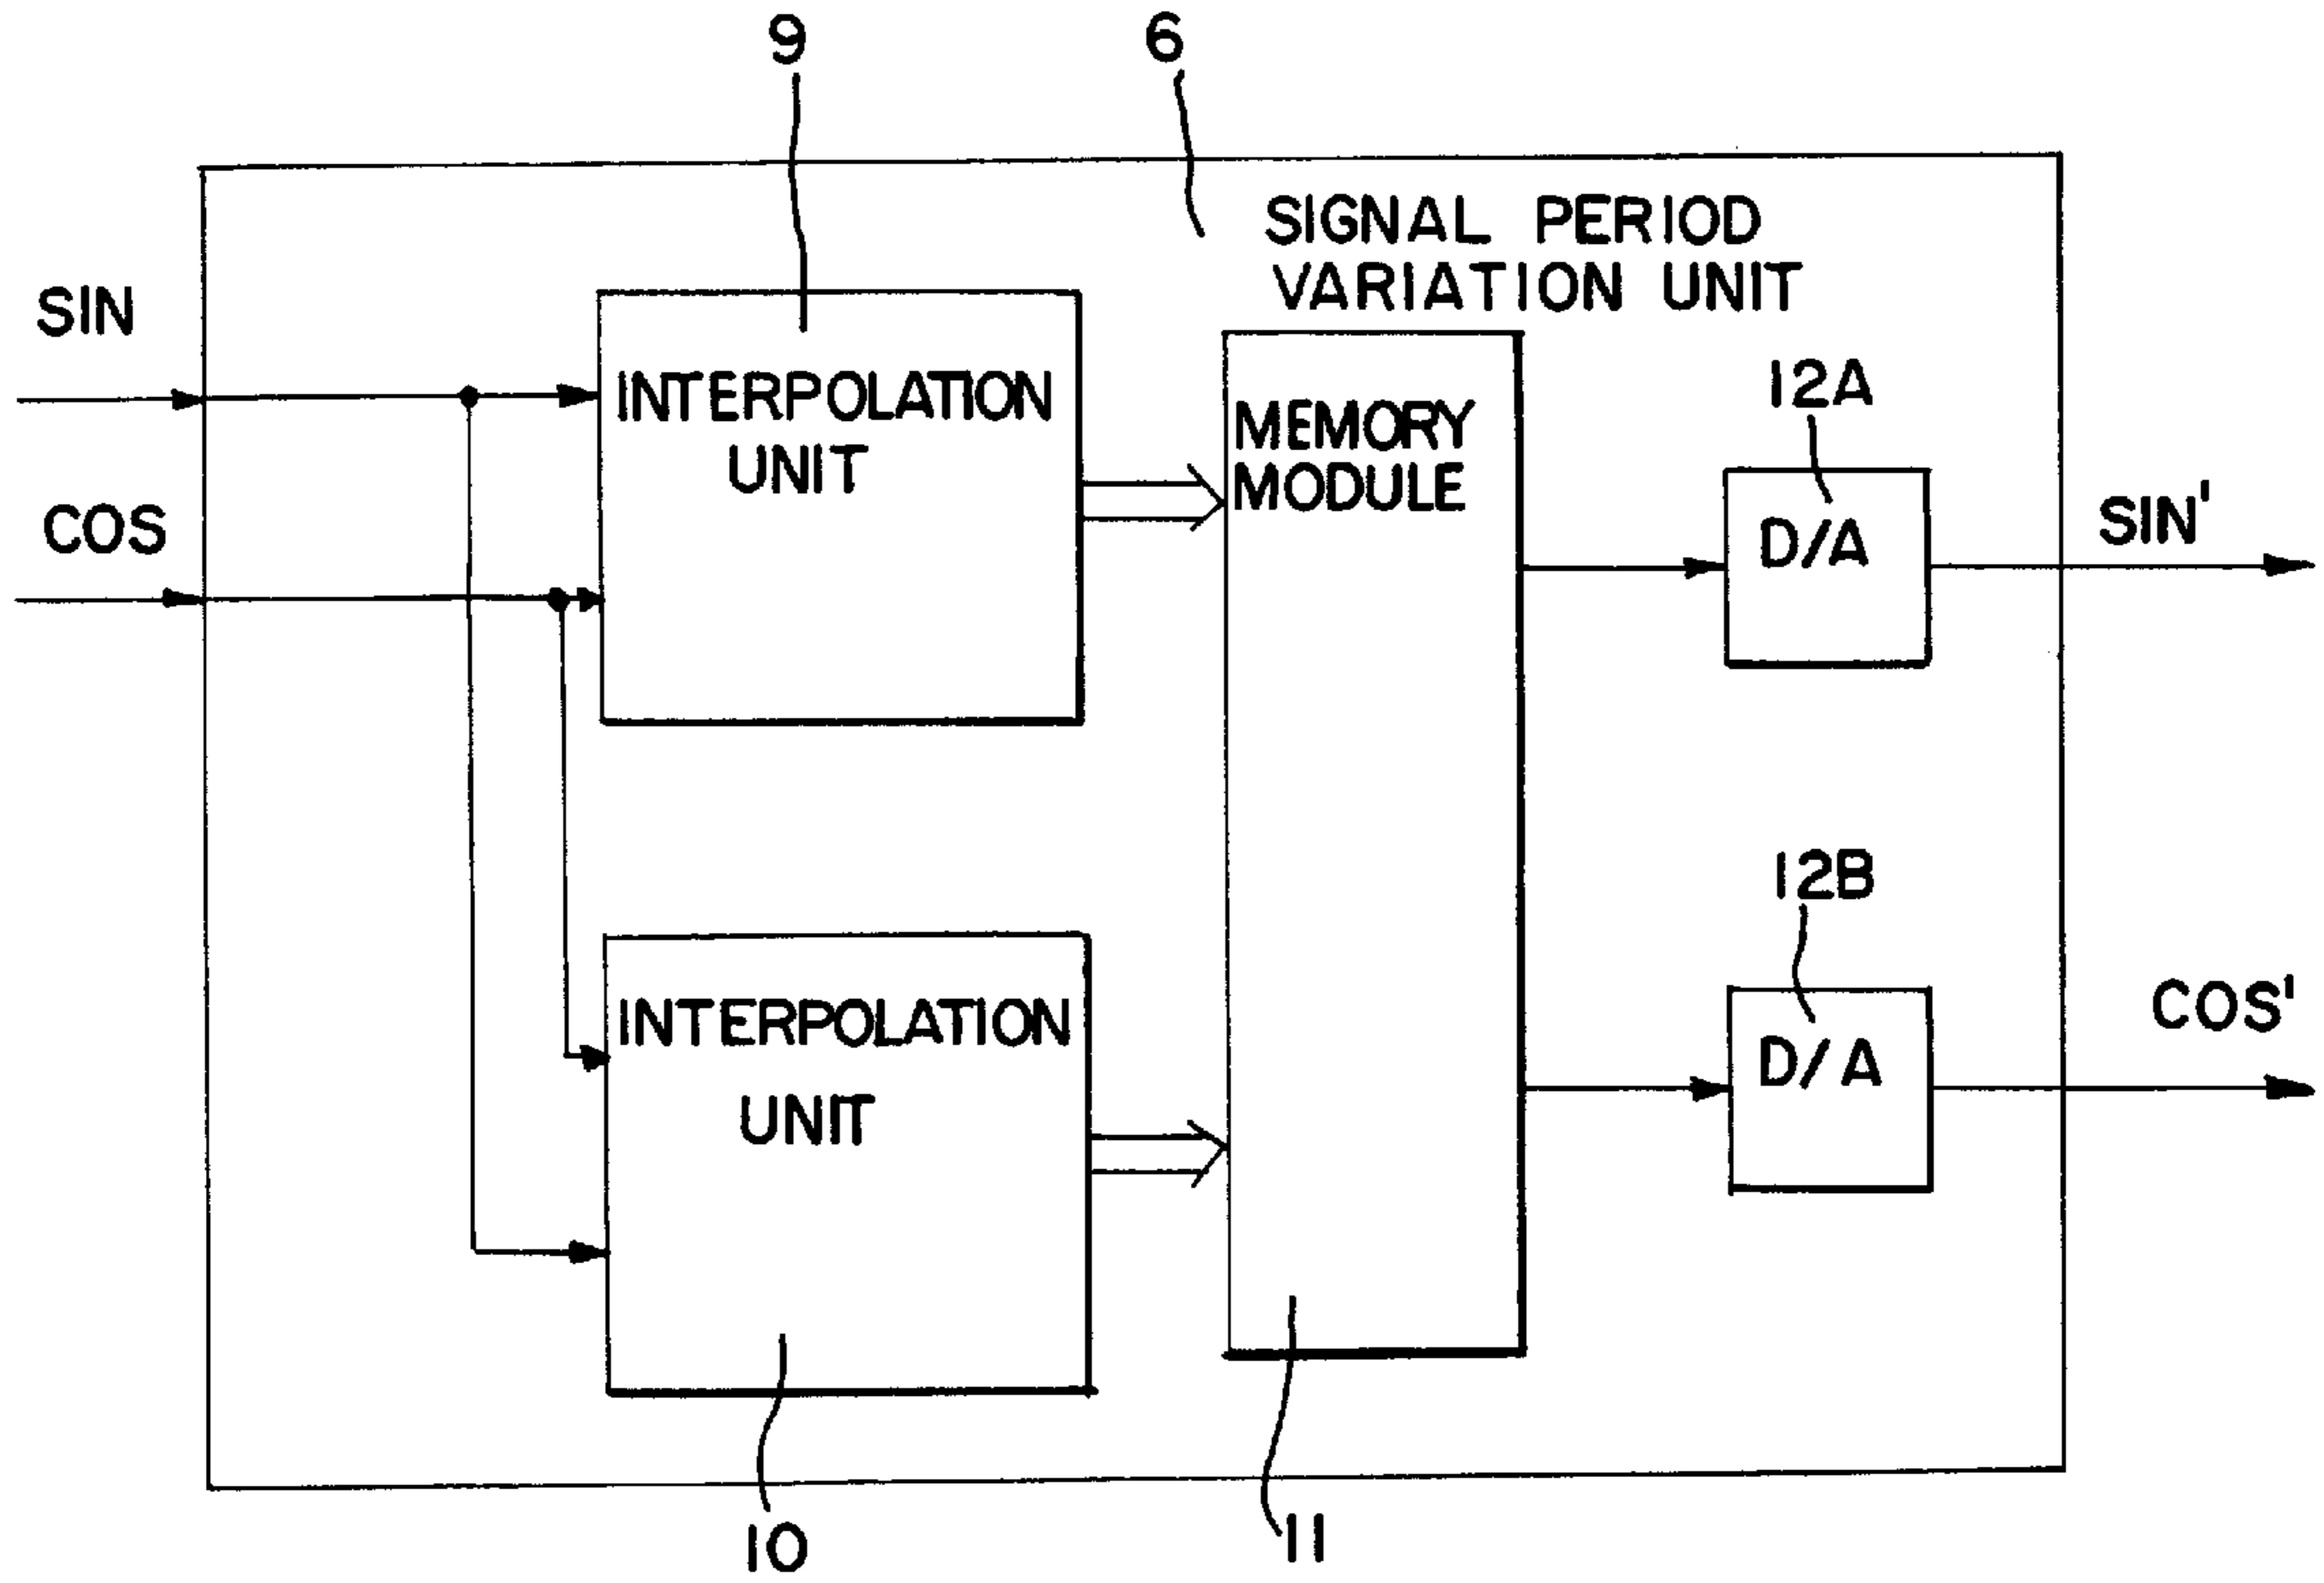 9
6
SIGNAL PERIOD
VARIATION UNIT
SIN
INTERPOLATION
UNIT
COS
MEMORY
MODULE
12A
D/A
SIN'
12B
D/A
COS'
INTERPOLATION
UNIT
10
11